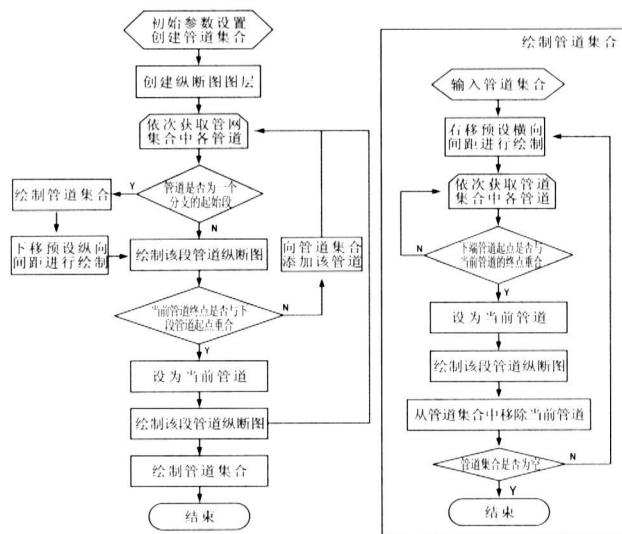 初始参数设置
创建管道集合
创建纵断图图层
依次获取管网
集合中各管道
管道是否为一个
分支的起始段
Y
N
绘制管道集合
下移预设纵向
间距进行绘制
绘制该段管道纵断图
向管道集合
添加该管道
当前管道终点是否与下
段管道起点重合
N
Y
设为当前管道
绘制该段管道纵断图
绘制管道集合
结束
绘制管道集合
输入管道集合
右移预设横向
间距进行绘制
依次获取管道
集合中各管道
下端管道起点是否与
当前管道的终点重合
N
Y
设为当前管道
绘制该段管道纵断图
从管道集合中移除当前管道
管道集合是否为空
N
Y
结束